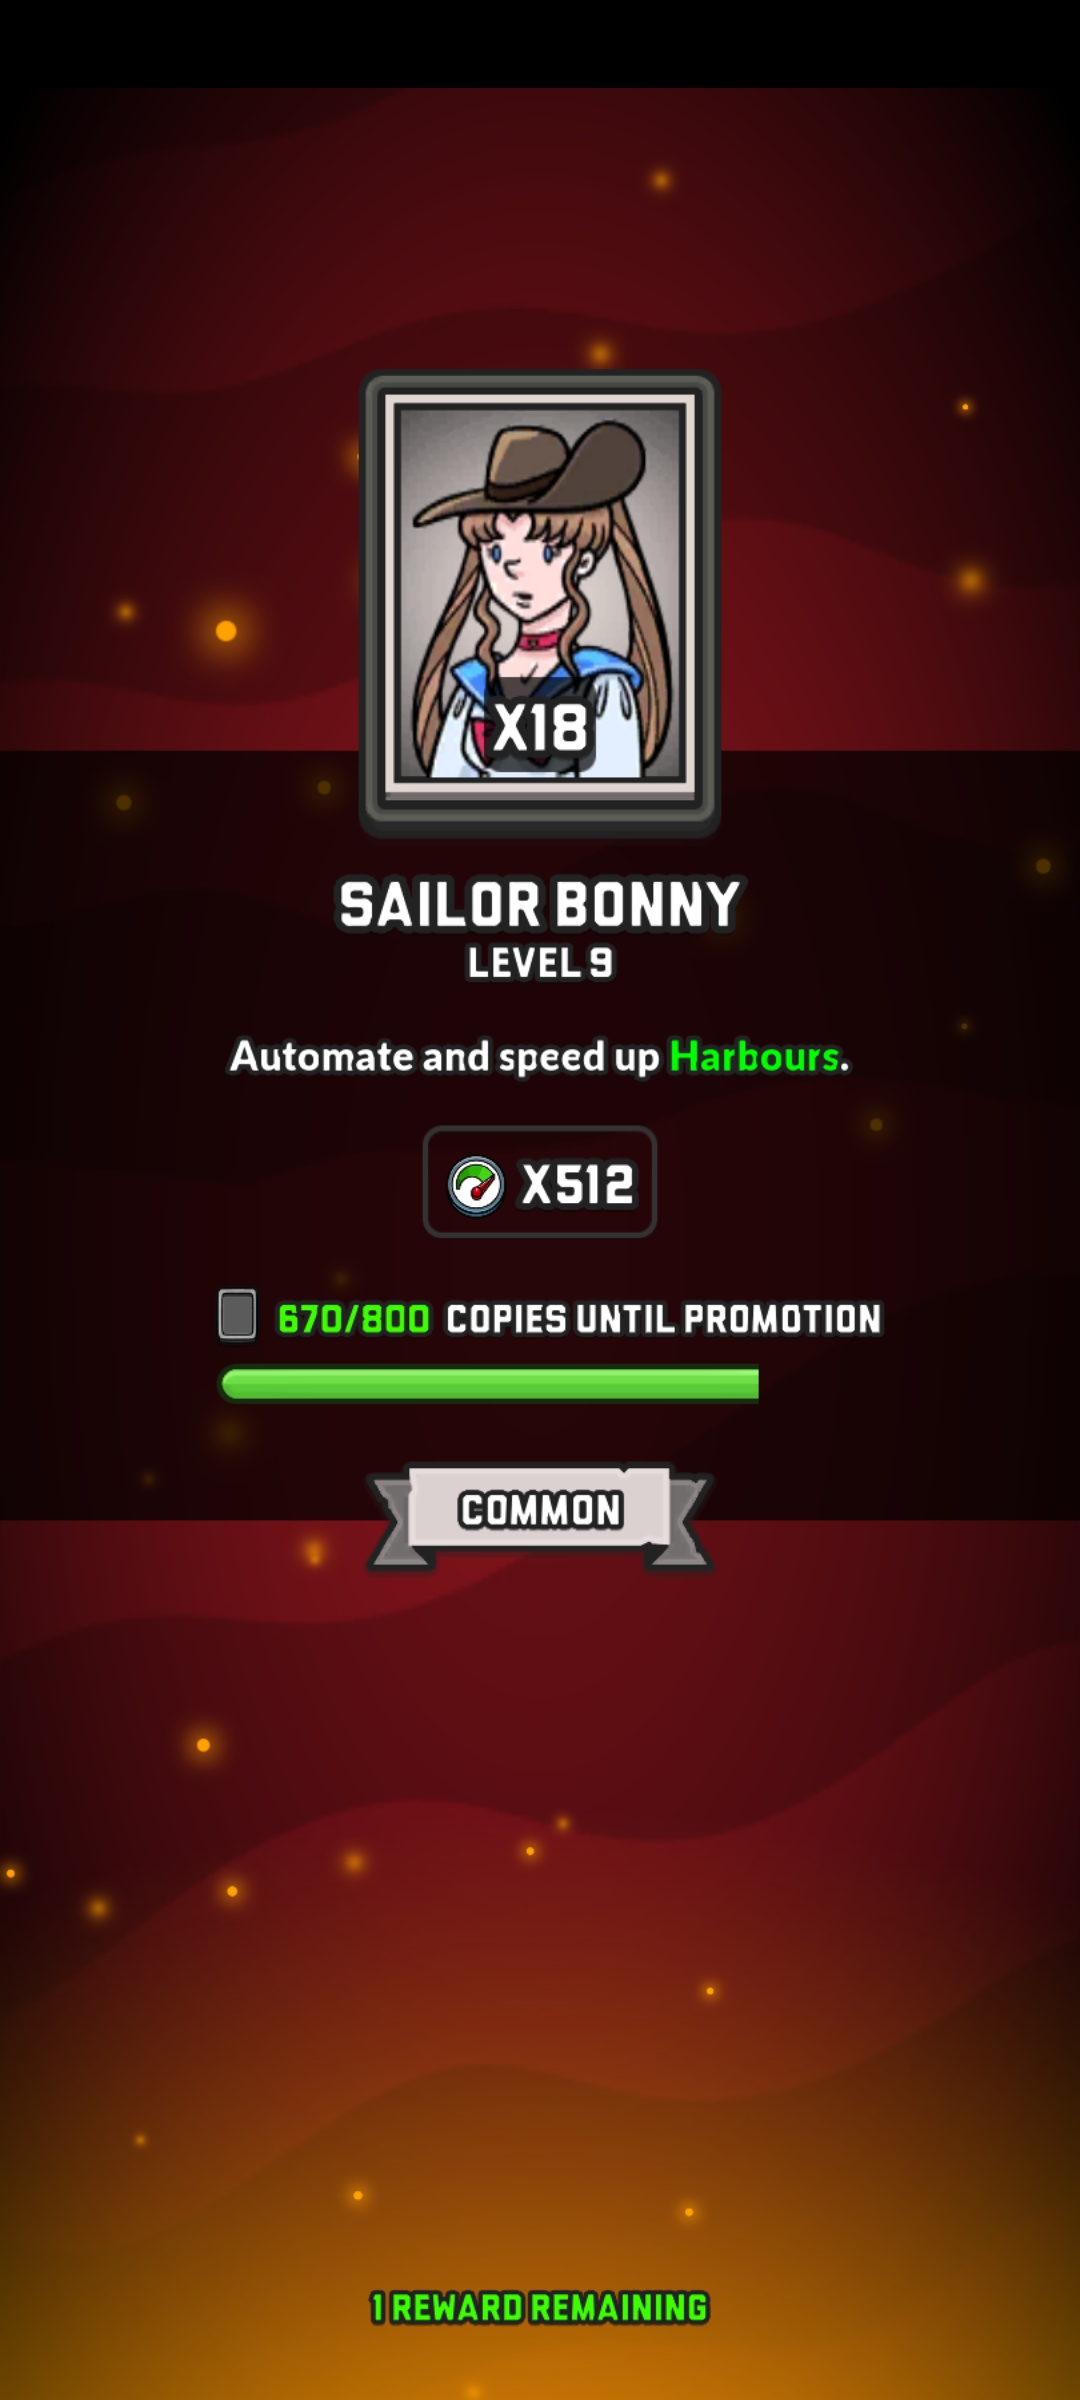 X18
SAILOR BONNY
LEVEL 9
Automate and speed up Harbours.
X512
670/800 COPIES UNTIL PROMOTION
COMMON
1 REWARD REMAINING